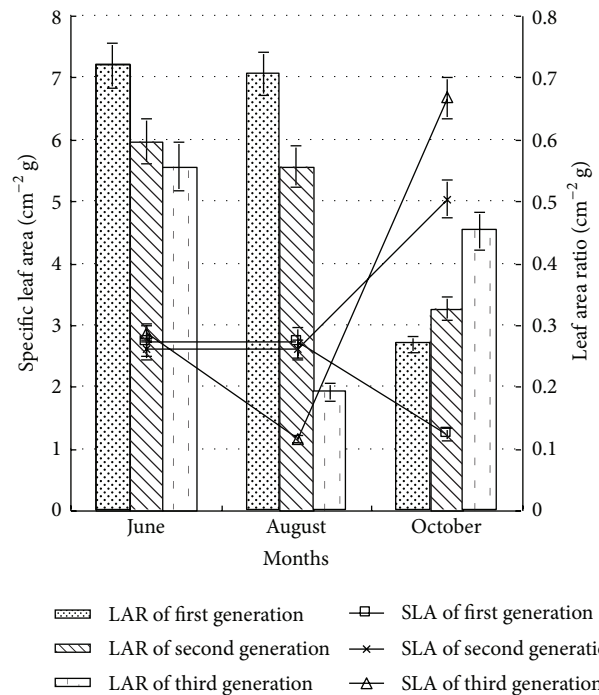 8
7
6
5
4
3
2
1
0
Specific leaf area (cm−2 g)
0.8
0.7
0.6
0.5
0.4
0.3
0.2
0.1
0
Leaf area ratio (cm−2 g)
June August October
Months
LAR of first generation
LAR of second generation
LAR of third generation
SLA of first generation
SLA of second generatio
SLA of third generation